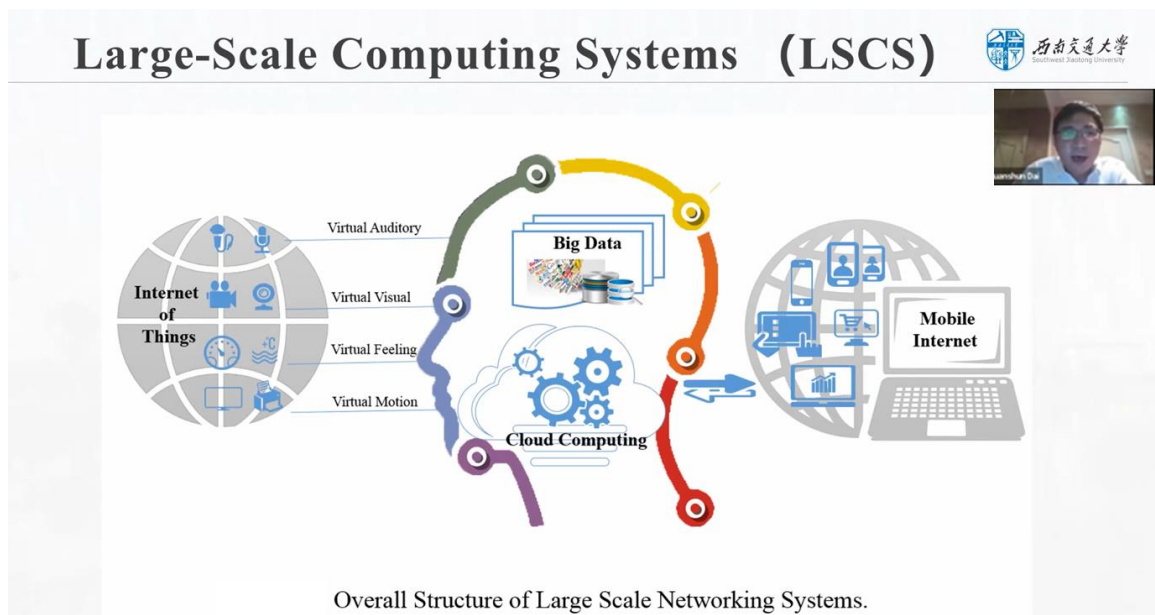 Large-Scale Computing Systems （LSCS）
西南交通大学
Southwest Jiaotong University
uanshun Dai
Virtual Auditory
Big Data
Internet
of
Things
Virtual Visual
Mobile
Internet
Virtual Feeling
+C
Virtual Motion
Cloud Computing
Overall Structure of Large Scale Networking Systems.